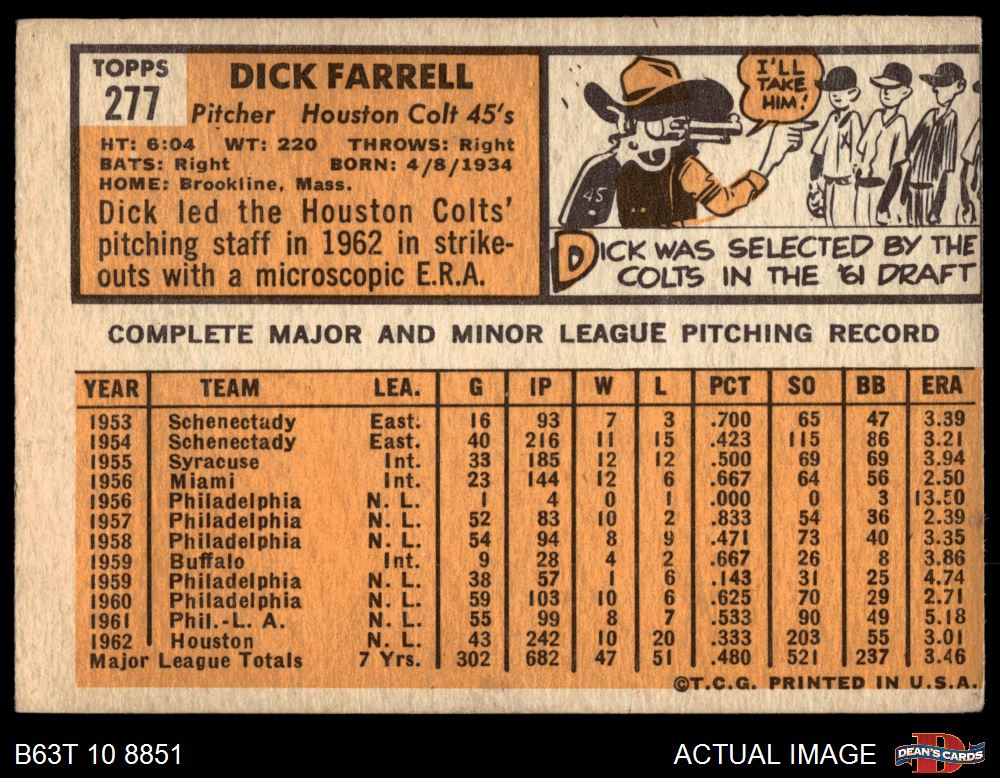 TOPPS
277
DICK FARRELL
Pitcher Houston Colt 45's
HT: 6:04 WT: 220 THROWS: Right
BATS: Right BORN: 4/8/1934
HOME: Brookline, Mass.
Dick led the Houston Colts'
pitching staff in 1962 in strike-
outs with a microscopic E.R.A.
I'LL
TAKE
HIM!
45
DICK WAS SELECTED BY THE
COLTS IN THE '61 DRAFT
COMPLETE MAJOR AND MINOR LEAGUE PITCHING RECORD
YEAR TEAM LEA. G IP W L PCT SO BB ERA
1953 Schenectady East. 16 93 7 3 .700 65 47 3.39
1954 Schenectady East. 40 216 11 15 .423 115 86 3.21
1955 Syracuse Int. 33 185 12 12 .500 69 69 3.94
1956 Miami Int. 23 144 12 6 .667 64 56 2.50
1956 Philadelphia N. L. 1 4 0 1 .000 0 3 13.50
1957 Philadelphia N. L. 52 83 10 2 .833 54 36 2.39
1958 Philadelphia N. L. 54 94 8 9 .471 73 40 3.35
1959 Buffalo Int. 9 28 4 2 .667 26 8 3.86
1959 Philadelphia N. L. 38 57 1 6 .143 31 25 4.74
1960 Philadelphia N. L. 59 103 10 6 .625 70 29 2.71
1961 Phil.-L. A. N. L. 55 99 8 7 .533 90 49 5.18
1962 Houston N. L. 43 242 10 20 .333 203 55 3.01
Major League Totals 7 Yrs. 302 682 47 51 .480 521 237 3.46
©T.C.G. PRINTED IN U.S.A.
B63T 10 8851
ACTUAL IMAGE
D
DEAN'S CARDS